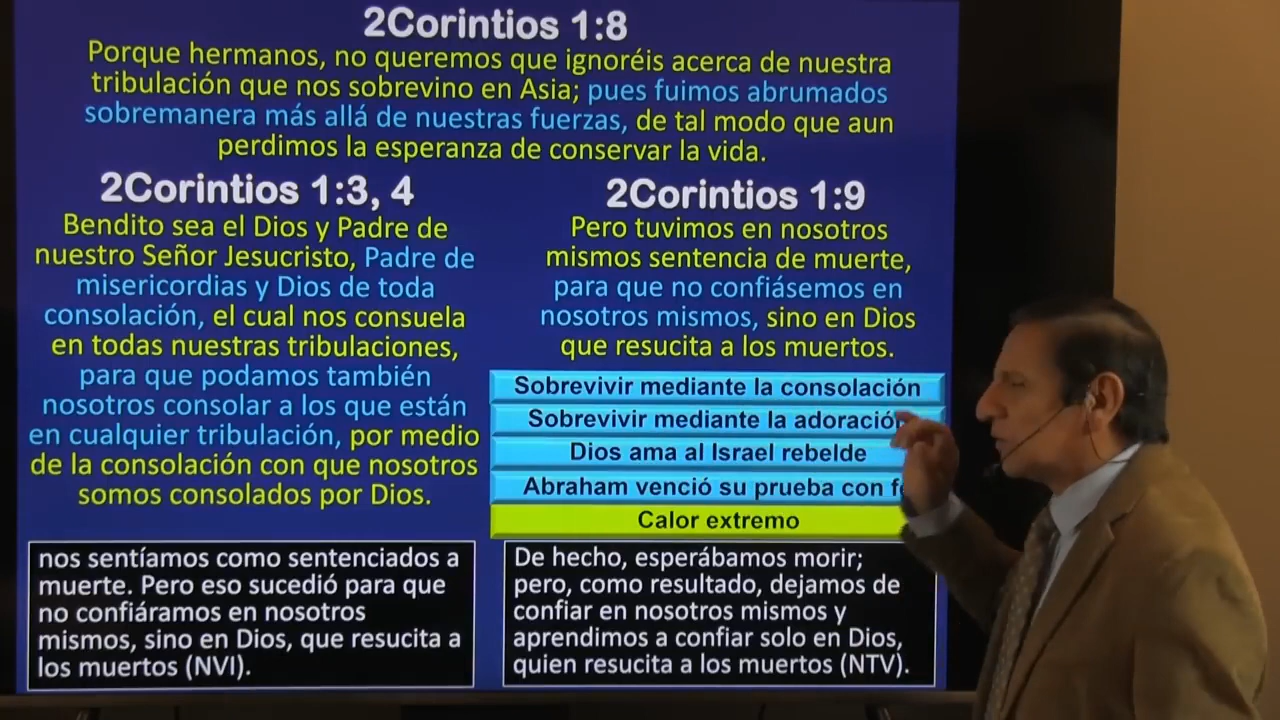 2Corintios 1:8
Porque hermanos, no queremos que ignoréis acerca de nuestra
tribulación que nos sobrevino en Asia; pues fuimos abrumados
sobremanera más allá de nuestras fuerzas, de tal modo que aun
perdimos la esperanza de conservar la vida.
2Corintios 1:3, 4
Bendito sea el Dios y Padre de
nuestro Señor Jesucristo, Padre de
misericordias y Dios de toda
consolación, el cual nos consuela
en todas nuestras tribulaciones,
para que podamos también
nosotros consolar a los que están
en cualquier tribulación, por medio
de la consolación con que nosotros
somos consolados por Dios.
2Corintios 1:9
Pero tuvimos en nosotros
mismos sentencia de muerte,
para que no confiásemos en
nosotros mismos, sino en Dios
que resucita a los muertos.
Sobrevivir mediante la consolación
Sobrevivir mediante la adoración
Dios ama al Israel rebelde
Abraham venció su prueba con fe
Calor extremo
nos sentíamos como sentenciados a
muerte. Pero eso sucedió para que
no confiáramos en nosotros
mismos, sino en Dios, que resucita a
los muertos (NVI).
De hecho, esperábamos morir;
pero, como resultado, dejamos de
confiar en nosotros mismos y
aprendimos a confiar solo en Dios,
quien resucita a los muertos (NTV).